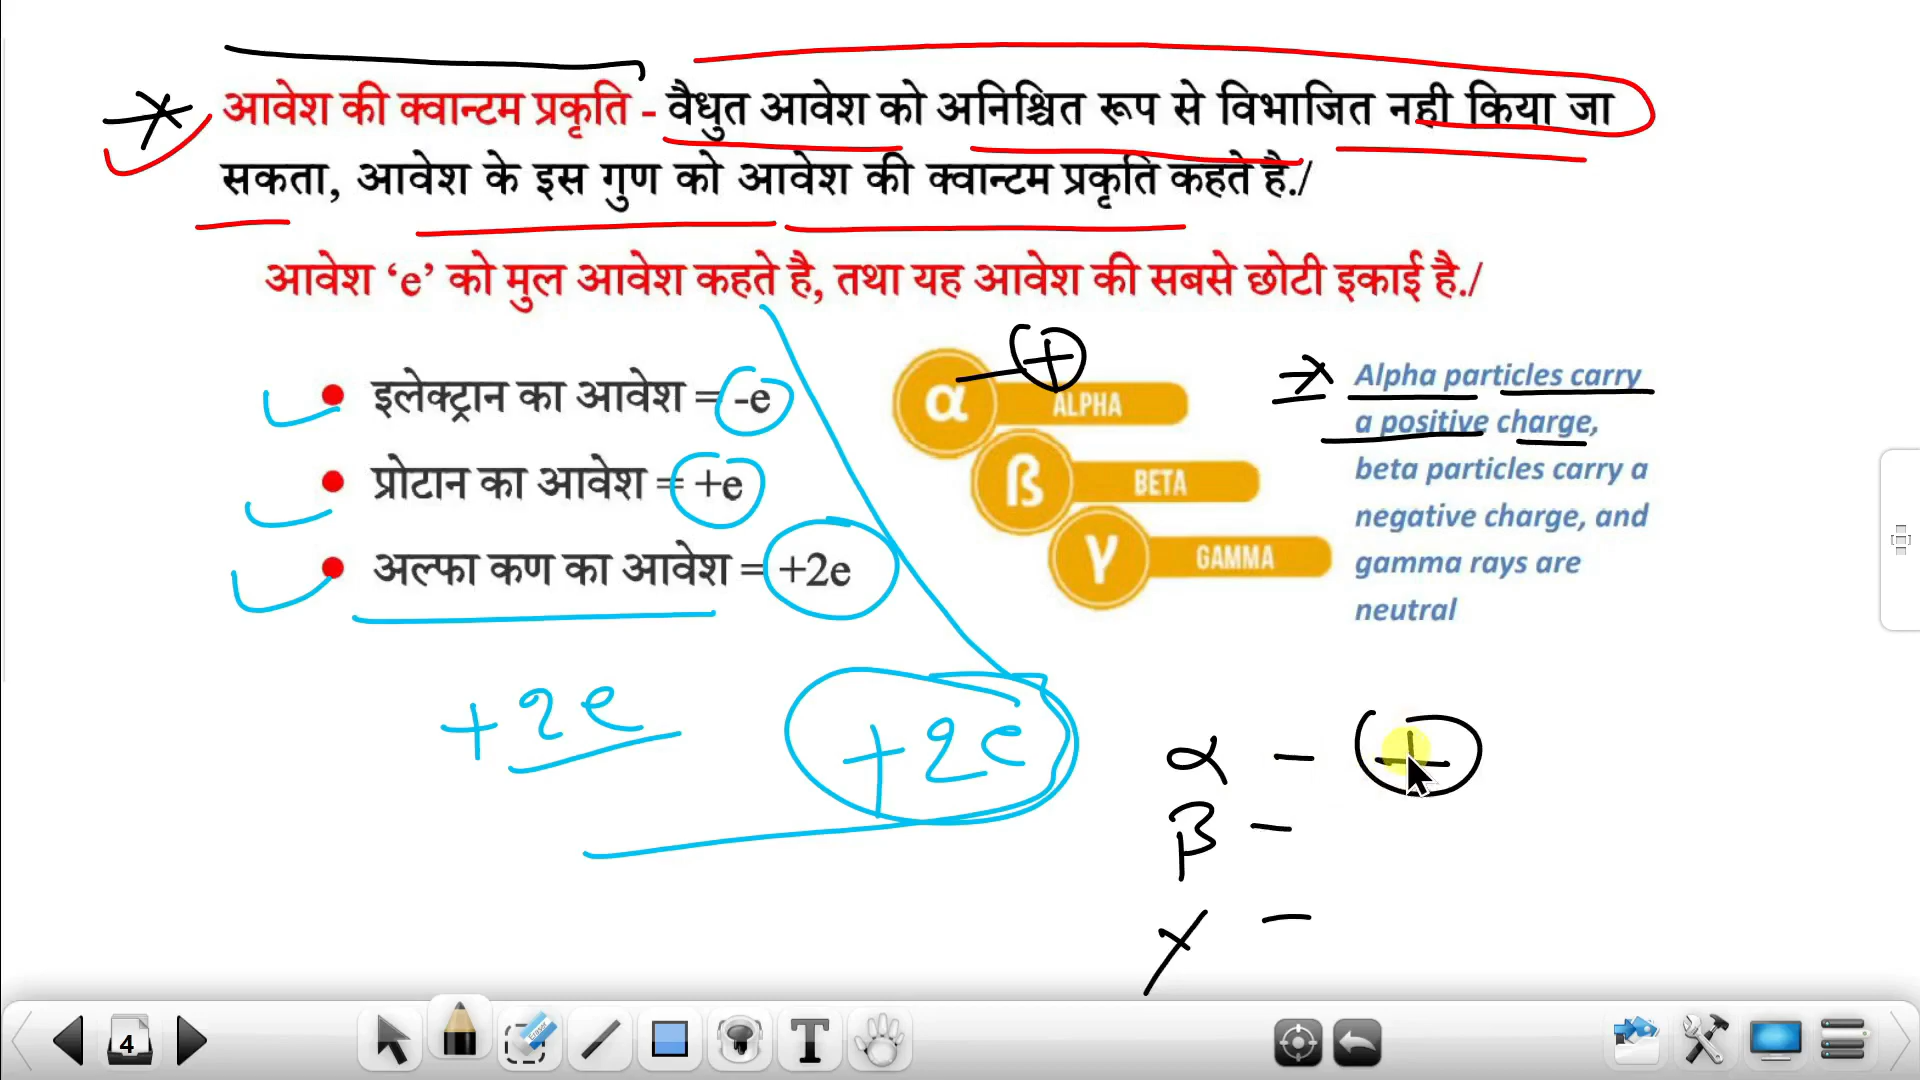 आवेश की क्वान्टम प्रकृति - वैधुत आवेश को अनिश्चित रूप से विभाजित नही किया जा
सकता, आवेश के इस गुण को आवेश की क्वान्टम प्रकृति कहते है./
आवेश ‘e’ को मुल आवेश कहते है, तथा यह आवेश की सबसे छोटी इकाई है./
इलेक्ट्रान का आवेश = -e
प्रोटान का आवेश = +e
अल्फा कण का आवेश = +2e
+
α ALPHA
ß BETA
γ GAMMA
Alpha particles carry
a positive charge,
beta particles carry a
negative charge, and
gamma rays are
neutral
+2e
+2e
α - +
β -
γ -
4
T